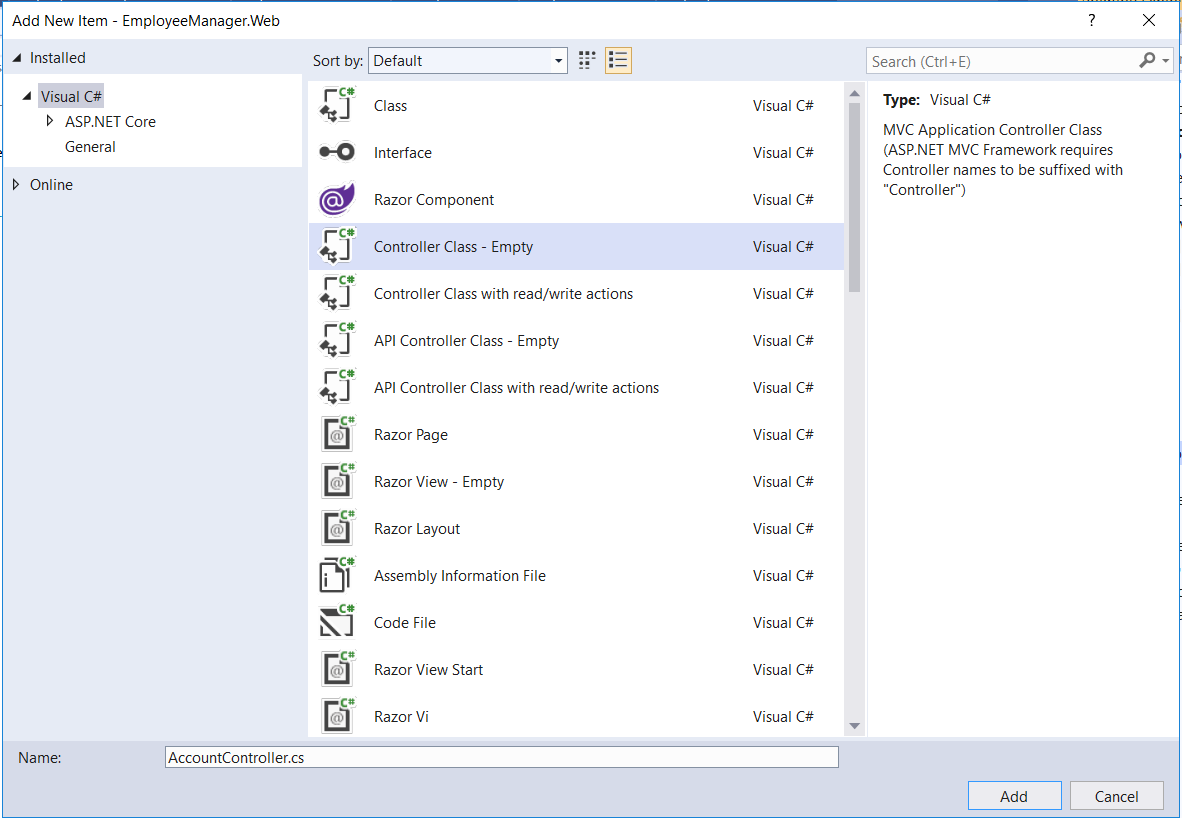 Add New Item - EmployeeManager.Web
?
Installed
Visual C#
ASP.NET Core
General
Online
Sort by: Default
Search (Ctrl+E)
Class Visual C#
Interface Visual C#
Razor Component Visual C#
Controller Class - Empty Visual C#
Controller Class with read/write actions Visual C#
API Controller Class - Empty Visual C#
API Controller Class with read/write actions Visual C#
Razor Page Visual C#
Razor View - Empty Visual C#
Razor Layout Visual C#
Assembly Information File Visual C#
Code File Visual C#
Razor View Start Visual C#
Razor Vi Visual C#
Type: Visual C#
MVC Application Controller Class
(ASP.NET MVC Framework requires
Controller names to be suffixed with
"Controller")
Name: AccountController.cs
Add Cancel